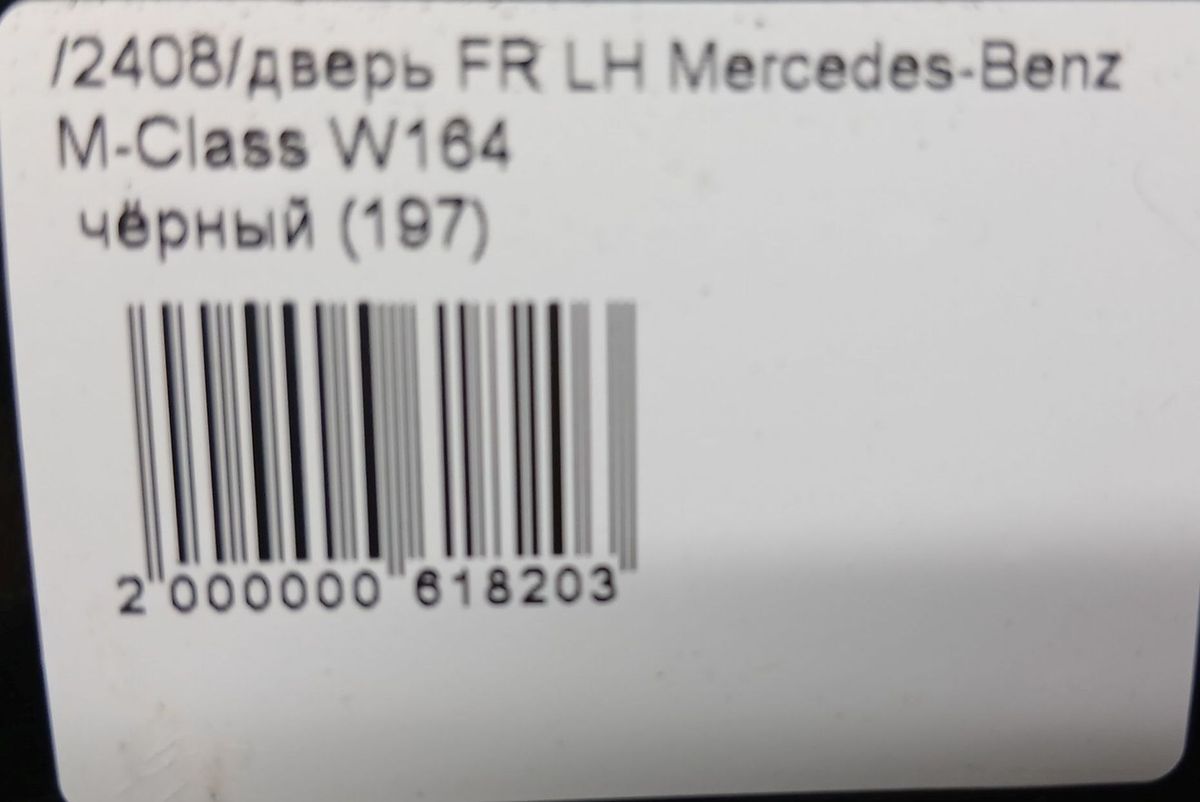 /2408/дверь FR LH Mercedes-Benz
M-Class W164
чёрный (197)
2 000000 618203